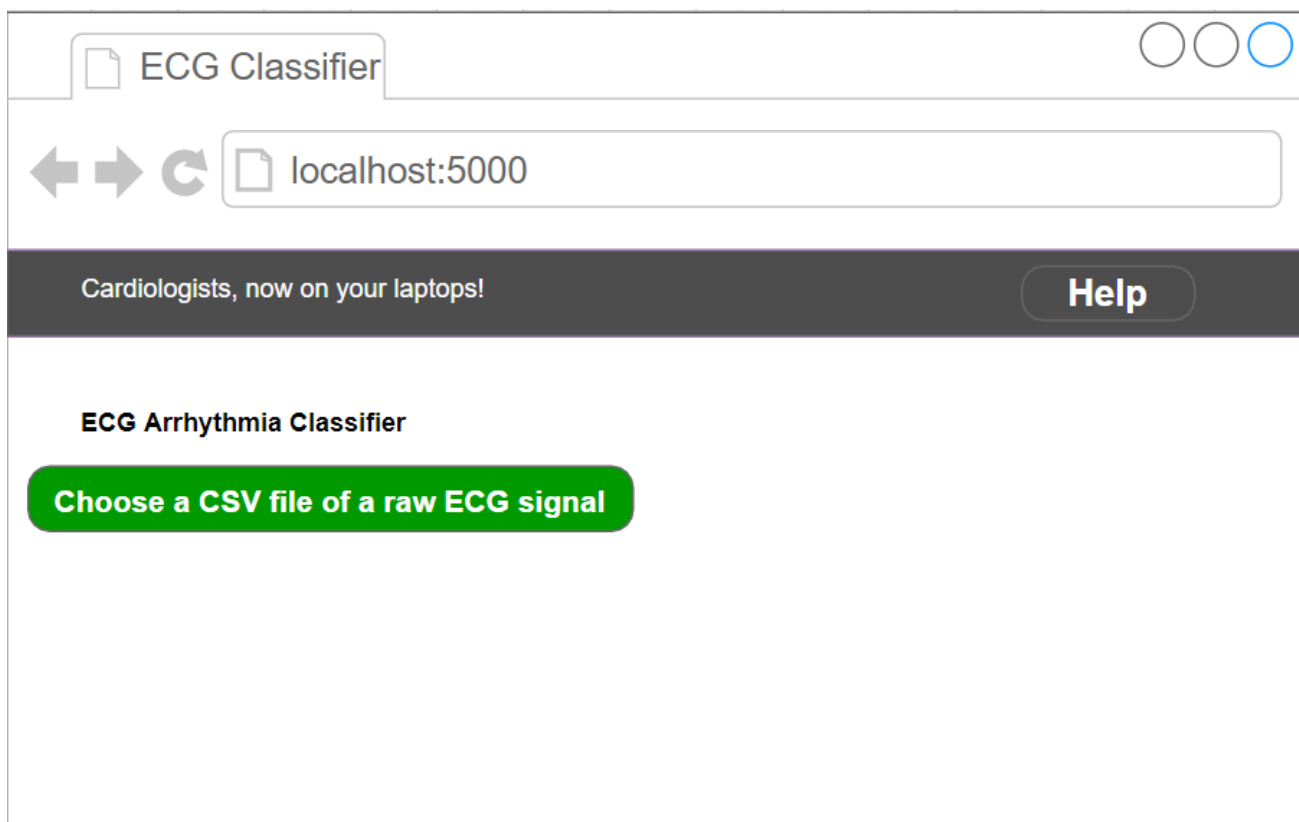 ECG Classifier
localhost:5000
Cardiologists, now on your laptops!
Help
ECG Arrhythmia Classifier
Choose a CSV file of a raw ECG signal